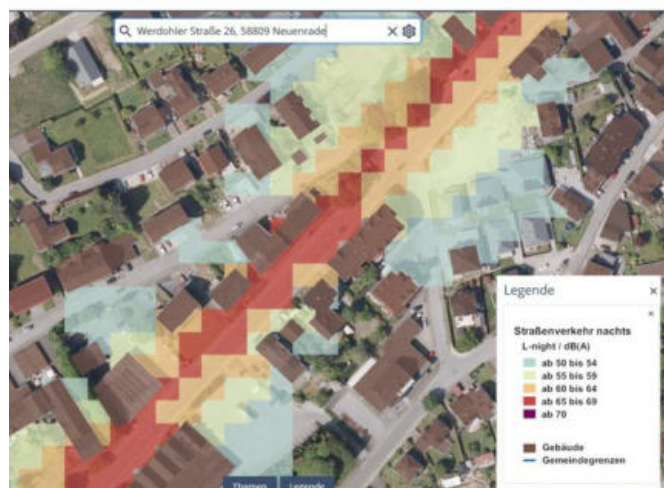 Werdohler Straße 26, 58809 Neuenrade
Legende
Straßenverkehr nachts
L-night / dB(A)
ab 50 bis 54
ab 55 bis 59
ab 60 bis 64
ab 65 bis 69
ab 70
Gebäude
Gemeindegrenzen
Themen Legende